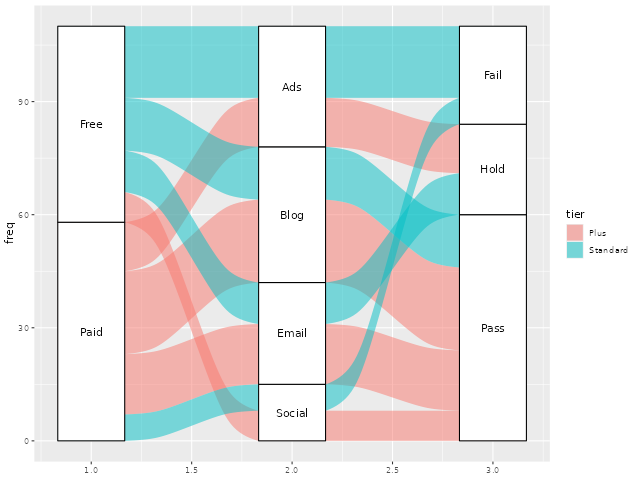 freq
90
60
30
0
Free
Paid
Ads
Blog
Email
Social
Fail
Hold
Pass
1.0
1.5
2.0
2.5
3.0
tier
Plus
Standard